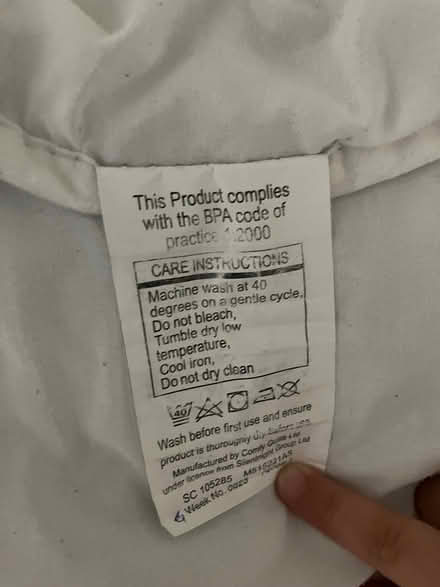 This Product complies
with the BPA code of
practice 1:2000
CARE INSTRUCTIONS
Machine wash at 40
degrees on a gentle cycle,
Do not bleach,
Tumble dry low
temperature,
Cool iron,
Do not dry clean
40
Wash before first use and ensure
product is thoroughly dry before use
Manufactured by Comfy Quilts Ltd
under licence from Silentnight Group Ltd
SC 105285
Week No.